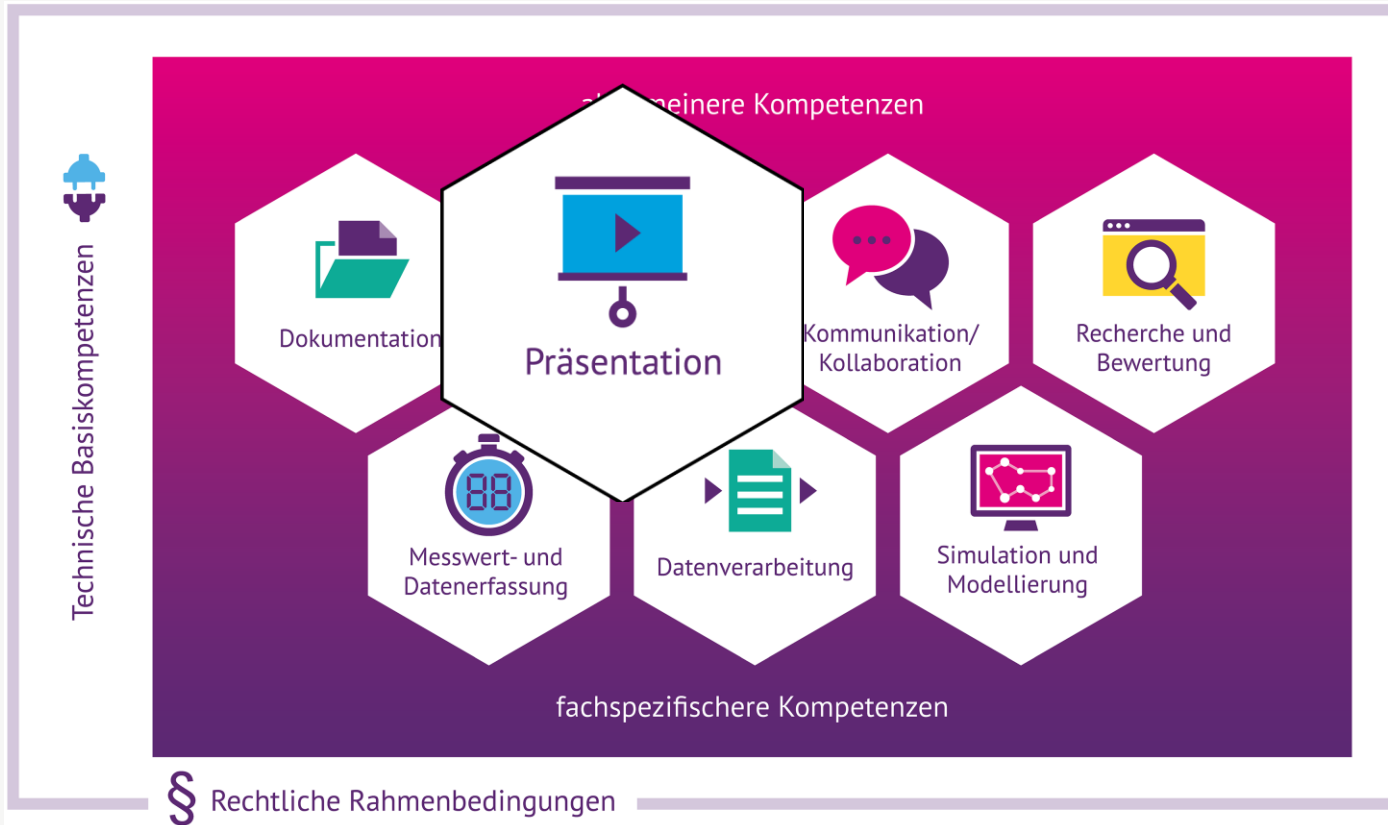 meinere Kompetenzen
Technische Basiskompetenzen
Dokumentation
Präsentation
Kommunikation/
Kollaboration
Recherche und
Bewertung
88
Messwert- und
Datenerfassung
Datenverarbeitung
Simulation und
Modellierung
fachspezifischere Kompetenzen
§ Rechtliche Rahmenbedingungen